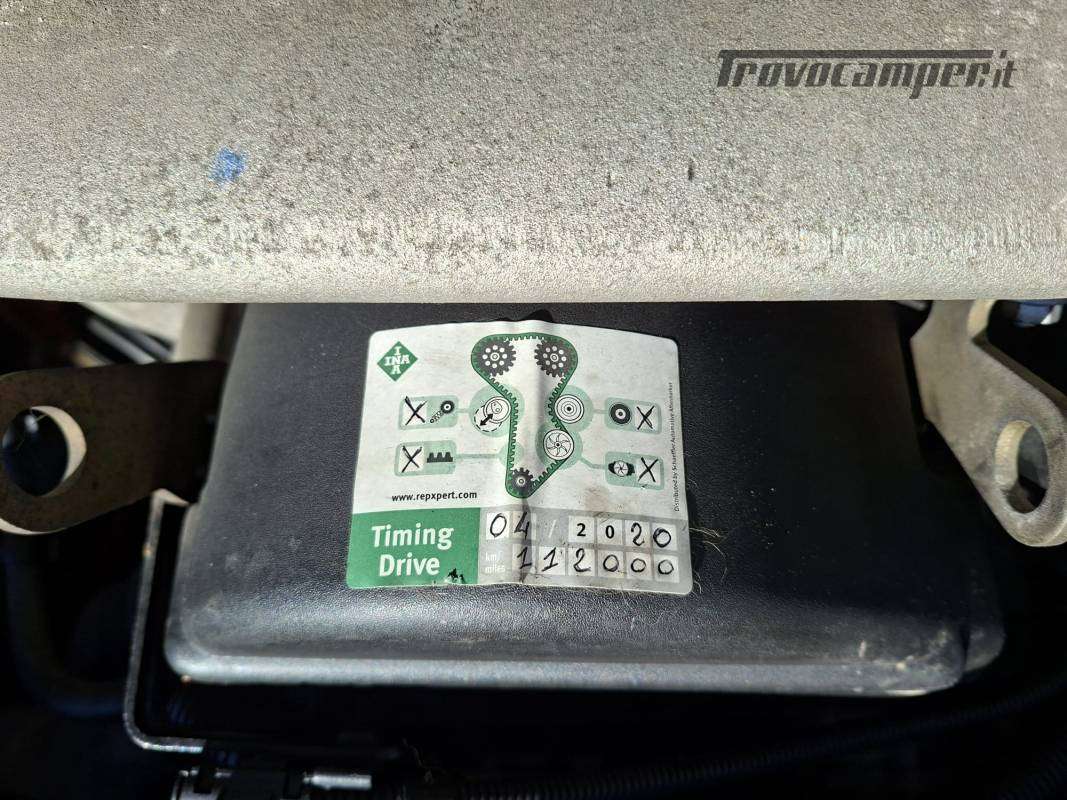 Trovocamper.it
INA
X
X
X
X
www.repxpert.com
Distributed by Schaeffler Automotive Aftermarket
Timing
Drive
04 / 2020
km/
miles
112000